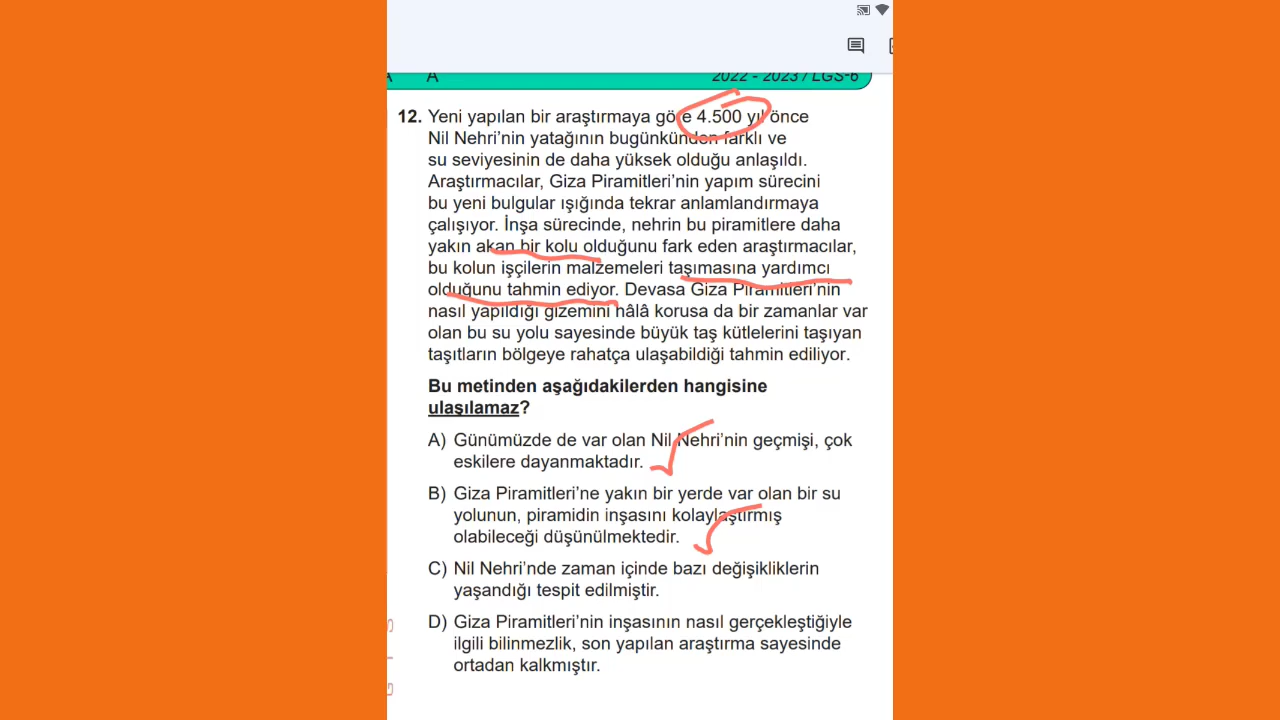 A A 2022 - 2023 / LGS-6
12. Yeni yapılan bir araştırmaya göre 4.500 yıl önce
Nil Nehri’nin yatağının bugünkünden farklı ve
su seviyesinin de daha yüksek olduğu anlaşıldı.
Araştırmacılar, Giza Piramitleri’nin yapım sürecini
bu yeni bulgular ışığında tekrar anlamlandırmaya
çalışıyor. İnşa sürecinde, nehrin bu piramitlere daha
yakın akan bir kolu olduğunu fark eden araştırmacılar,
bu kolun işçilerin malzemeleri taşımasına yardımcı
olduğunu tahmin ediyor. Devasa Giza Piramitleri’nin
nasıl yapıldığı gizemini hâlâ korusa da bir zamanlar var
olan bu su yolu sayesinde büyük taş kütlelerini taşıyan
taşıtların bölgeye rahatça ulaşabildiği tahmin ediliyor.
Bu metinden aşağıdakilerden hangisine
ulaşılamaz?
A) Günümüzde de var olan Nil Nehri’nin geçmişi, çok
eskilere dayanmaktadır.
B) Giza Piramitleri’ne yakın bir yerde var olan bir su
yolunun, piramidin inşasını kolaylaştırmış
olabileceği düşünülmektedir.
C) Nil Nehri’nde zaman içinde bazı değişikliklerin
yaşandığı tespit edilmiştir.
D) Giza Piramitleri’nin inşasının nasıl gerçekleştiğiyle
ilgili bilinmezlik, son yapılan araştırma sayesinde
ortadan kalkmıştır.